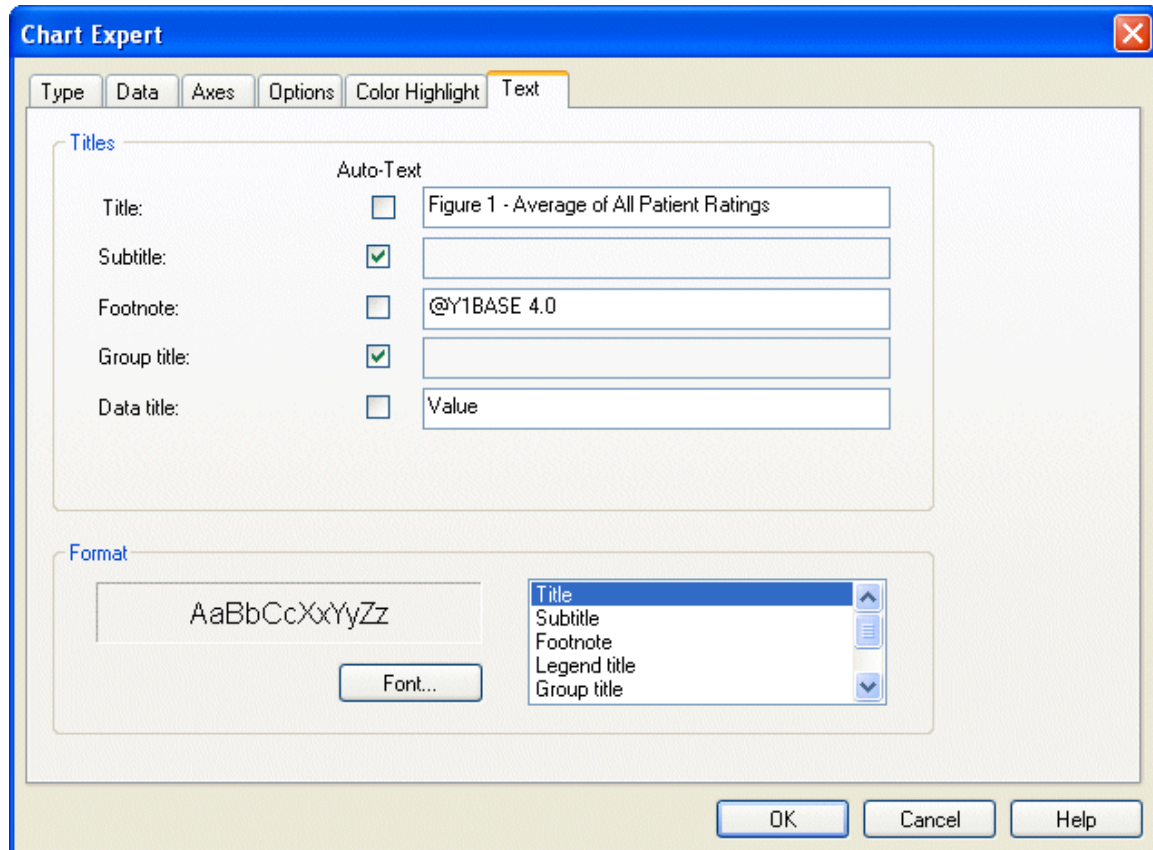 Chart Expert
Type Data Axes Options Color Highlight Text
Titles
Auto-Text
Title: Figure 1 - Average of All Patient Ratings
Subtitle:
Footnote: @Y1BASE 4.0
Group title:
Data title: Value
Format
AaBbCcXxYyZz
Font...
Title
Subtitle
Footnote
Legend title
Group title
OK Cancel Help